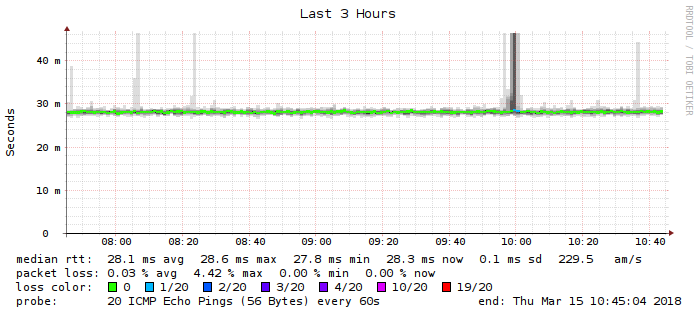 Last 3 Hours
RRDTOOL / TOBI OETIKER
Seconds
40 m
30 m
20 m
10 m
0
08:00 08:20 08:40 09:00 09:20 09:40 10:00 10:20 10:40
median rtt: 28.1 ms avg 28.6 ms max 27.8 ms min 28.3 ms now 0.1 ms sd 229.5 am/s
packet loss: 0.03 % avg 4.42 % max 0.00 % min 0.00 % now
loss color: 0 1/20 2/20 3/20 4/20 10/20 19/20
probe: 20 ICMP Echo Pings (56 Bytes) every 60s end: Thu Mar 15 10:45:04 2018